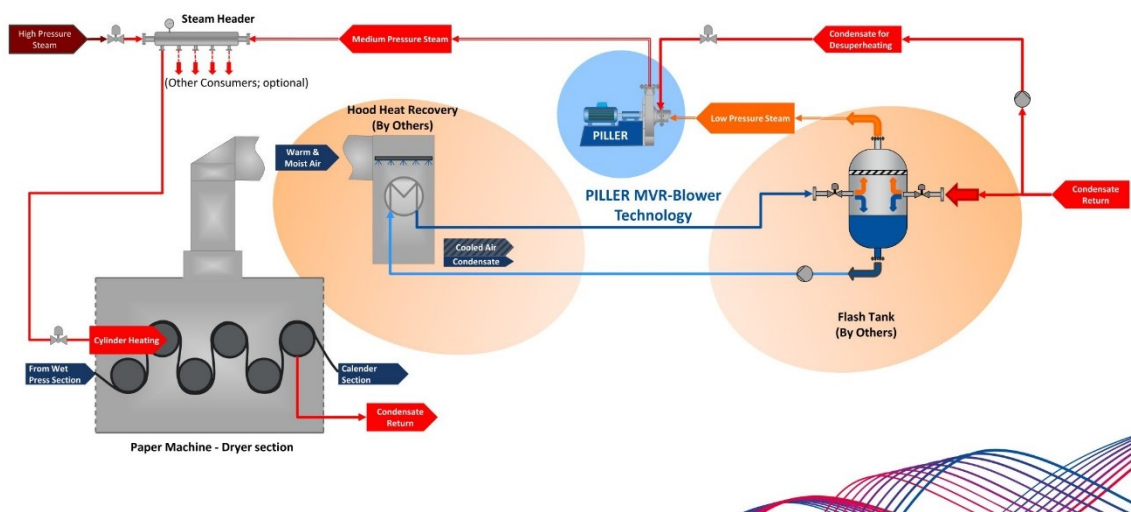 Steam Header
High Pressure
Steam
Medium Pressure Steam
Condensate for
Desuperheating
(Other Consumers; optional)
Hood Heat Recovery
(By Others)
PILLER
Low Pressure Steam
Warm &
Moist Air
PILLER MVR-Blower
Technology
Condensate
Return
Cooled Air
Condensate
Flash Tank
(By Others)
Cylinder Heating
From Wet
Press Section
Calender
Section
Condensate
Return
Paper Machine - Dryer section